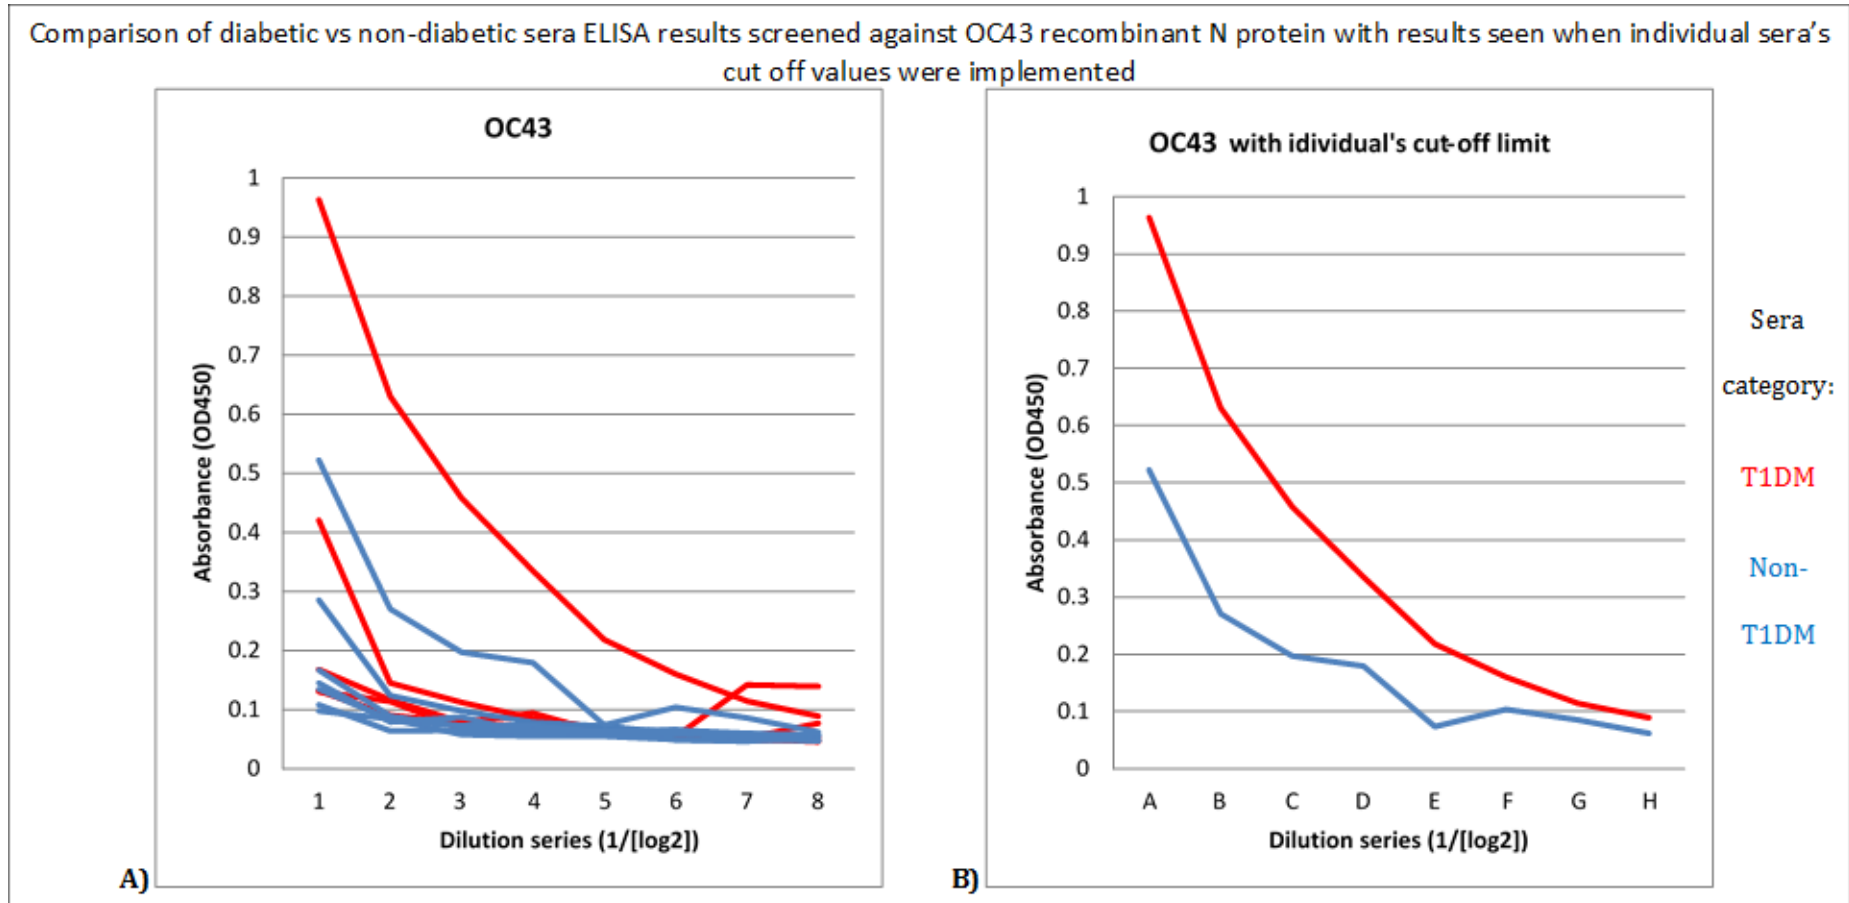 Comparison of diabetic vs non-diabetic sera ELISA results screened against OC43 recombinant N protein with results seen when individual sera's
cut off values were implemented
OC43
1
0.9
0.8
0.7
0.6
0.5
0.4
0.3
0.2
0.1
0
Absorbance (OD450)
1 2 3 4 5 6 7 8
Dilution series (1/[log2])
A)
OC43 with idividual's cut-off limit
1
0.9
0.8
0.7
0.6
0.5
0.4
0.3
0.2
0.1
0
Absorbance (OD450)
A B C D E F G H
Dilution series (1/[log2])
B)
Sera
category:
T1DM
Non-
T1DM